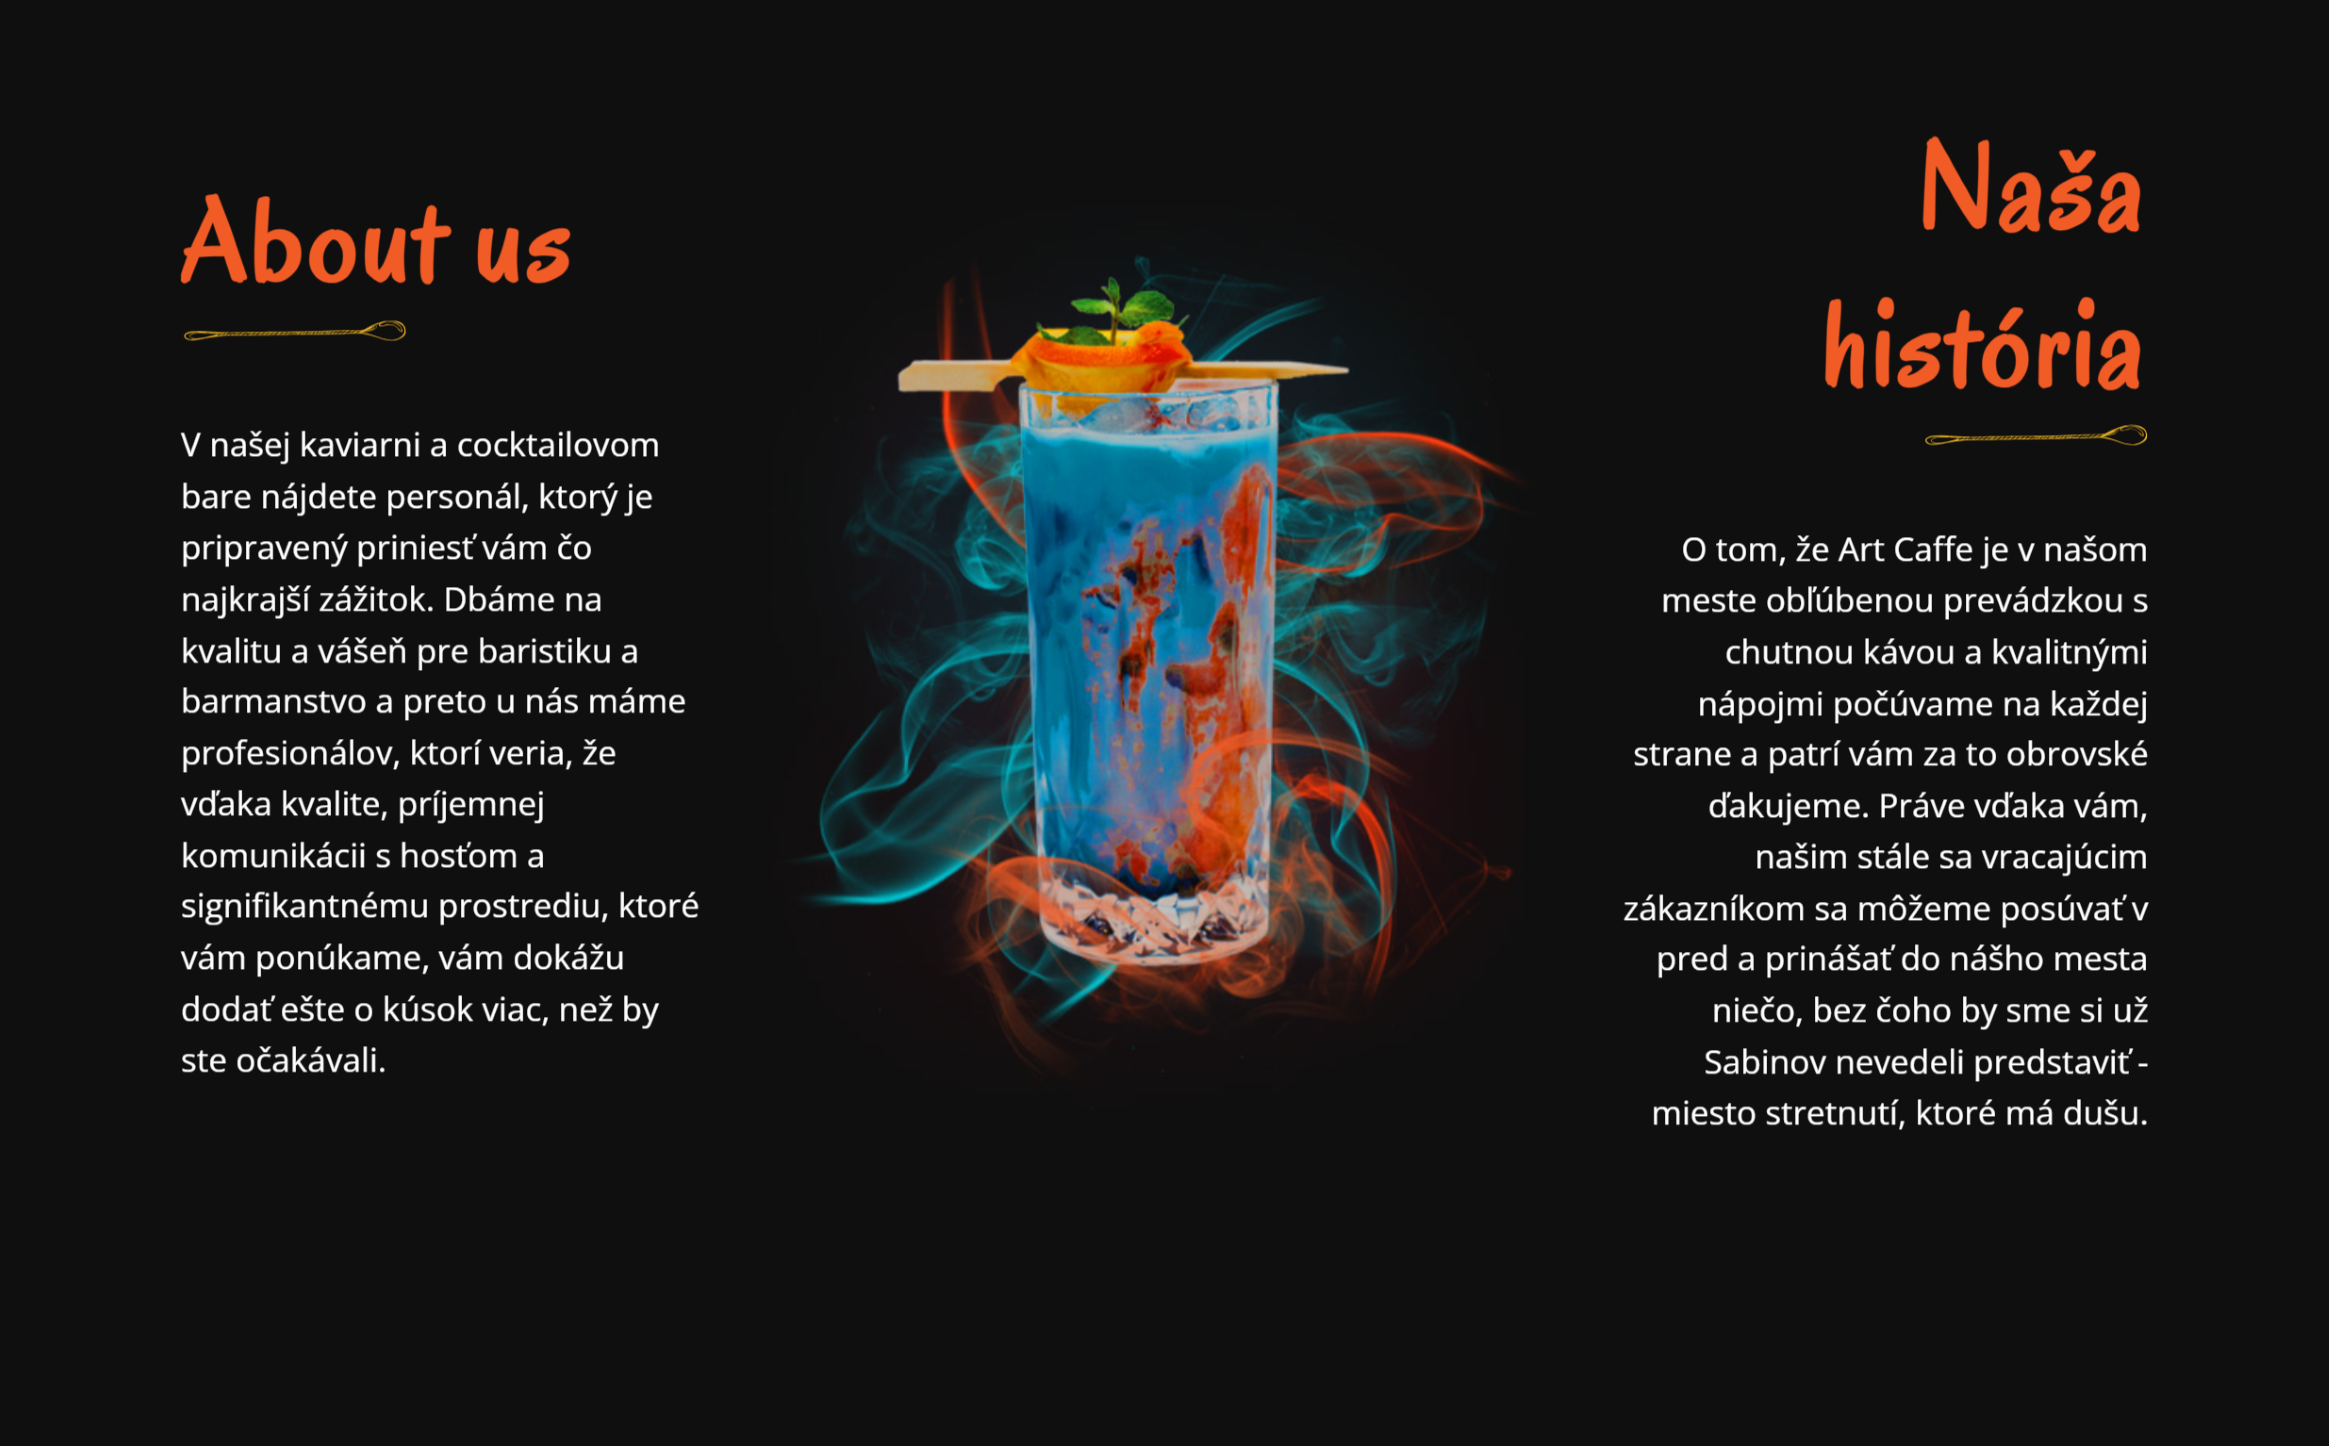 About us
V našej kaviarni a cocktailovom
bare nájdete personál, ktorý je
pripravený priniesť vám čo
najkrajší zážitok. Dbáme na
kvalitu a vášeň pre baristiku a
barmanstvo a preto u nás máme
profesionálov, ktorí veria, že
vďaka kvalite, príjemnej
komunikácii s hosťom a
signifikantnému prostrediu, ktoré
vám ponúkame, vám dokážu
dodať ešte o kúsok viac, než by
ste očakávali.
Naša
história
O tom, že Art Caffe je v našom
meste obľúbenou prevádzkou s
chutnou kávou a kvalitnými
nápojmi počúvame na každej
strane a patrí vám za to obrovské
ďakujeme. Práve vďaka vám,
našim stále sa vracajúcim
zákazníkom sa môžeme posúvať v
pred a prinášať do nášho mesta
niečo, bez čoho by sme si už
Sabinov nevedeli predstaviť -
miesto stretnutí, ktoré má dušu.